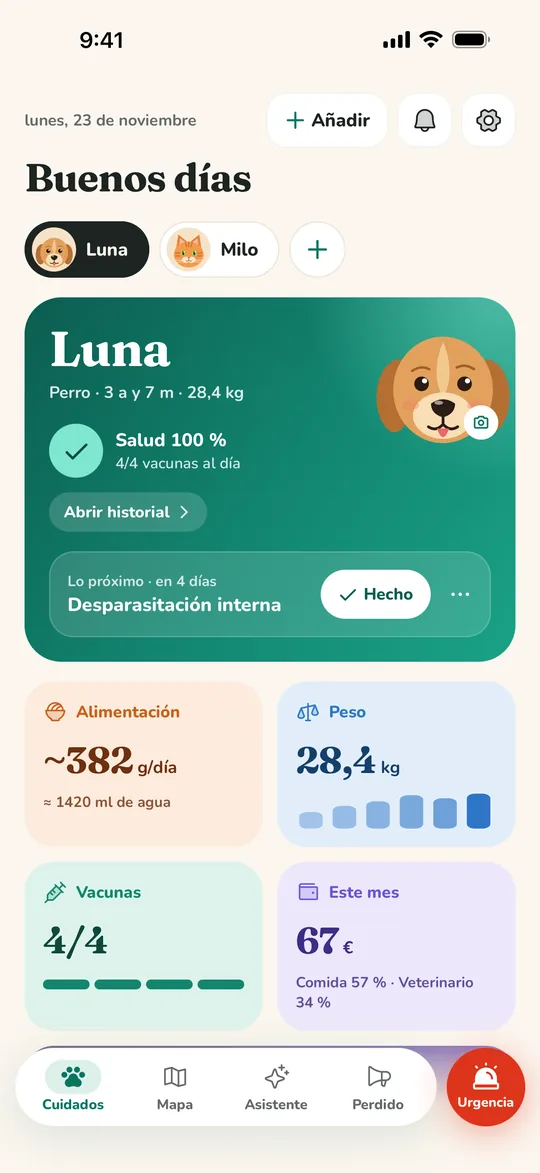 9:41
lunes, 23 de noviembre
Añadir
Buenos días
Luna
Milo
Luna
Perro · 3 a y 7 m · 28,4 kg
Salud 100 %
4/4 vacunas al día
Abrir historial
Lo próximo · en 4 días
Desparasitación interna
Hecho
Alimentación
~382 g/día
≈ 1420 ml de agua
Peso
28,4 kg
Vacunas
4/4
Este mes
67 €
Comida 57 % · Veterinario
34 %
Cuidados
Mapa
Asistente
Perdido
Urgencia